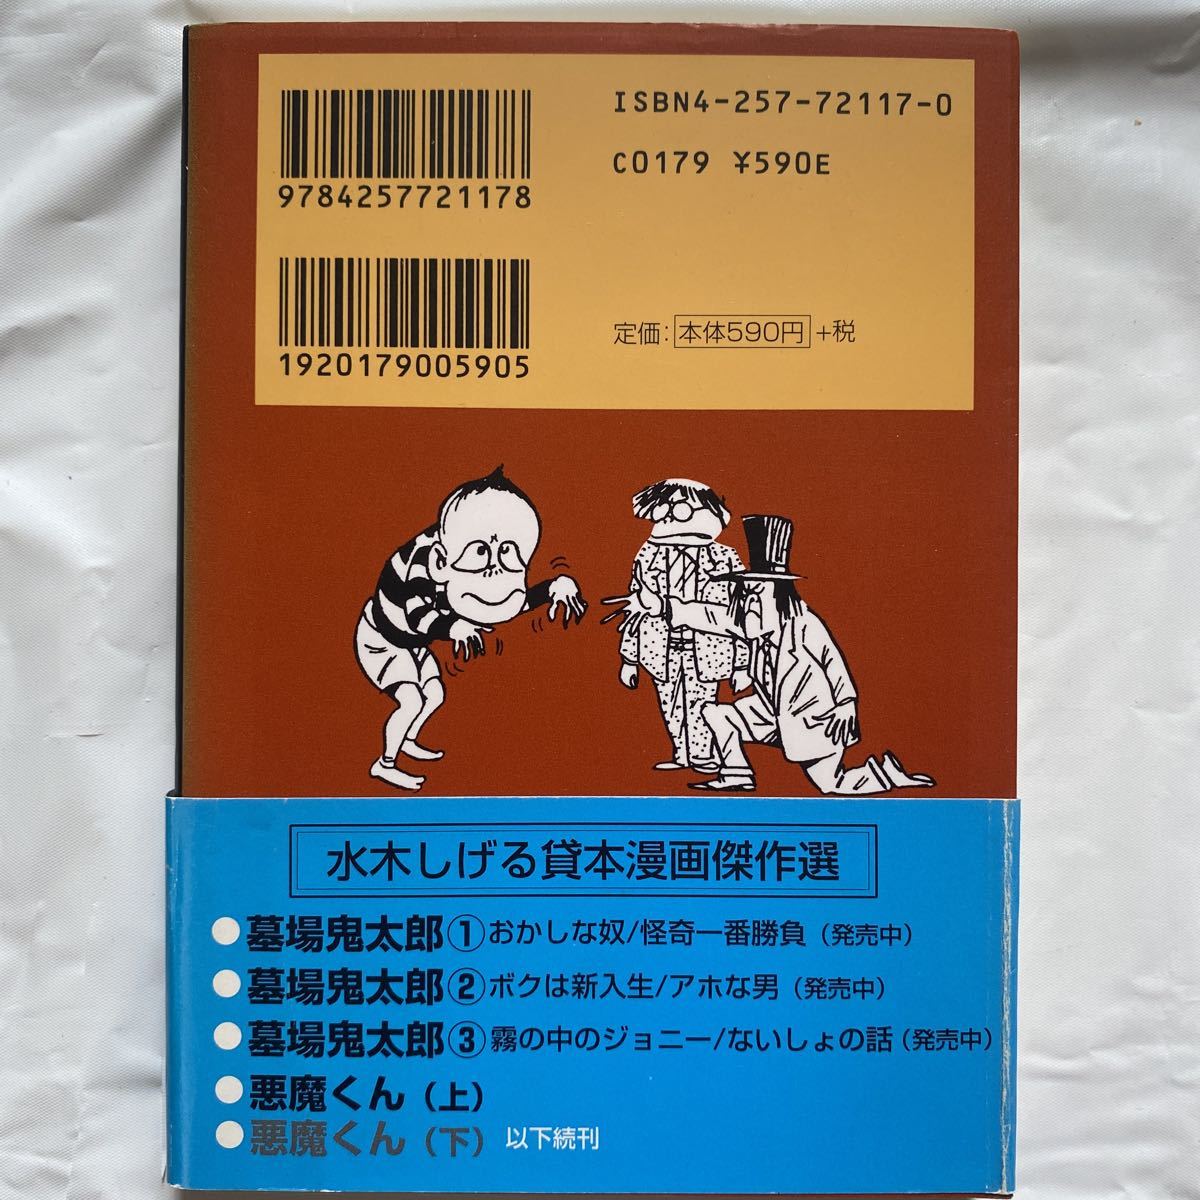 ISBN4-257-72117-0
9784257721178
C0179 ¥590E
1920179005905
定価: 本体590円 +税
水木しげる貸本漫画傑作選
●墓場鬼太郎①おかしな奴/怪奇一番勝負(発売中)
●墓場鬼太郎②ボクは新入生/アホな男(発売中)
●墓場鬼太郎③霧の中のジョニー/ないしょの話(発売中)
●悪魔くん(上)
●悪魔くん(下) 以下続刊